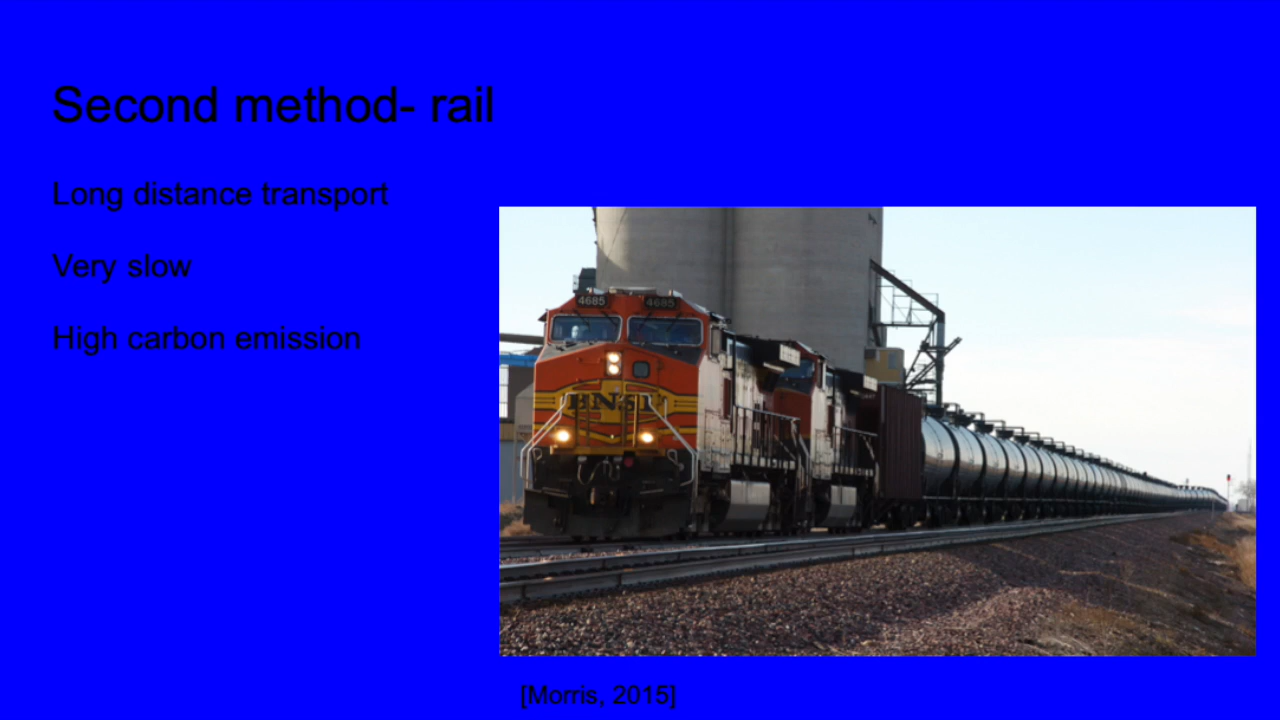 Second method- rail
Long distance transport
Very slow
High carbon emission
4685 4685
BNSF
[Morris, 2015]